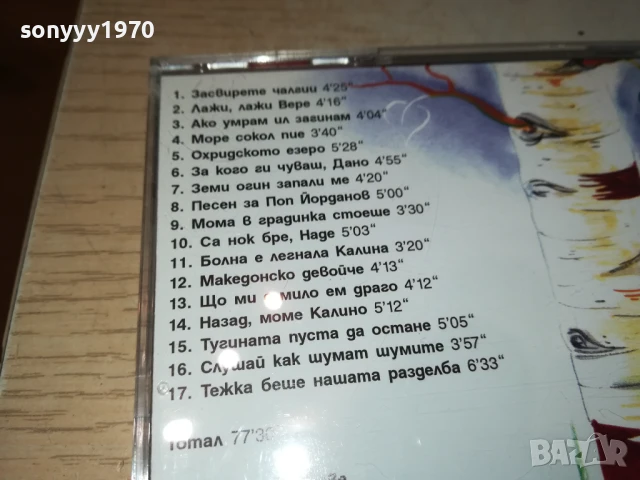 sonyyy1970
1. Засвирете чалгии 4'25"
2. Лажи, лажи Вере 4'16"
3. Ако умрам ил загинам 4'04"
4. Море сокол пие 3'40"
5. Охридското езеро 5'28"
6. За кого ги чуваш, Дано 4'55"
7. Земи огин запали ме 4'20"
8. Песен за Поп Йорданов 5'00"
9. Мома в градинка стоеше 3'30"
10. Са нок бре, Наде 5'03"
11. Болна е легнала Калина 3'20"
12. Македонско девойче 4'13"
13. Що ми е мило ем драго 4'12"
14. Назад, моме Калино 5'12"
15. Тугината пуста да остане 5'05"
16. Слушай как шумат шумите 3'57"
17. Тежка беше нашата разделба 6'33"
Тотал
BAZAR